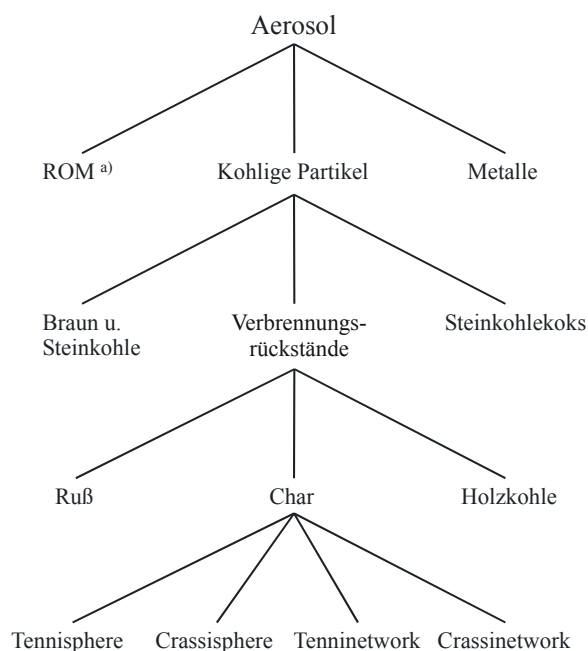 Aerosol
ROM a)
Kohlige Partikel
Metalle
Braun u.
Steinkohle
Verbrennungs-
rückstände
Steinkohlekoks
Ruß
Char
Holzkohle
Tennisphere
Crassisphere
Tenninetwork
Crassinetwork